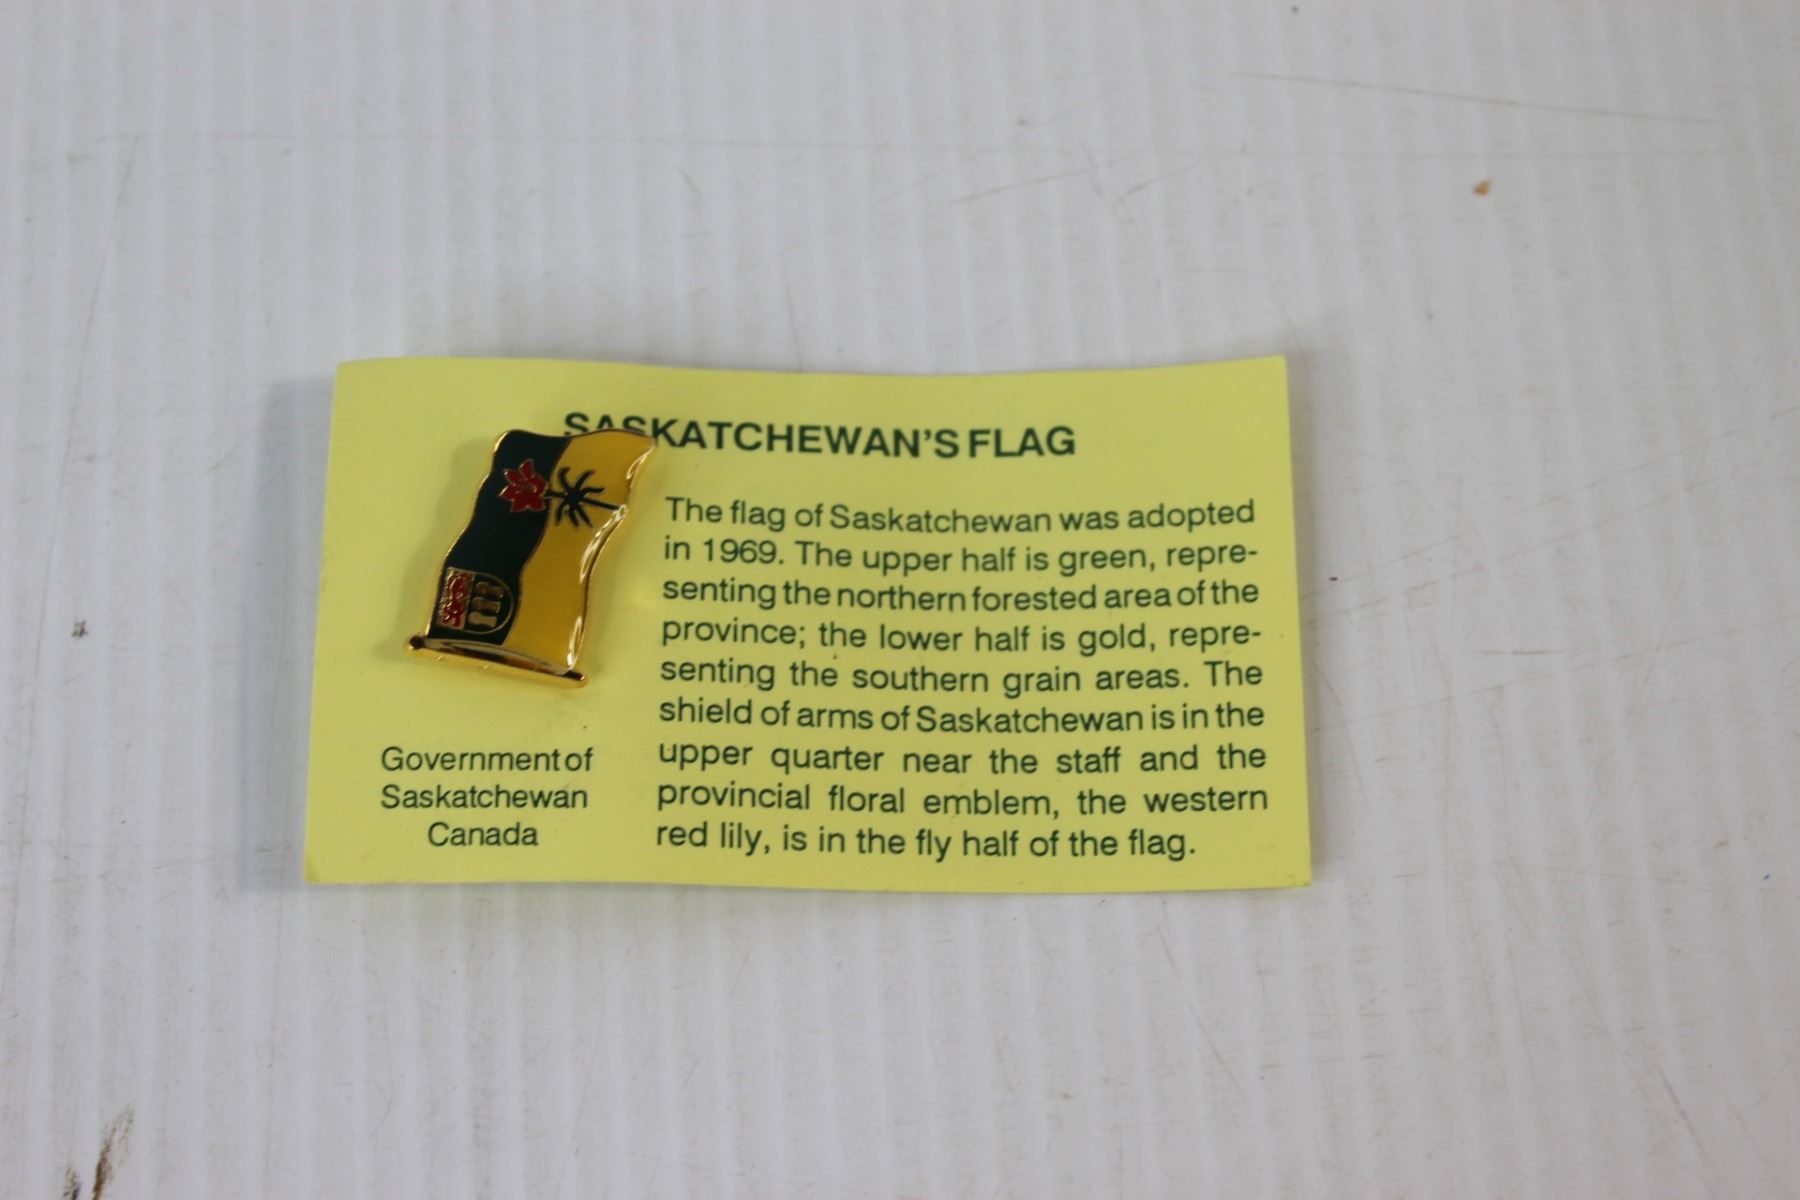 SASKATCHEWAN'S FLAG
The flag of Saskatchewan was adopted
in 1969. The upper half is green, repre-
senting the northern forested area of the
province; the lower half is gold, repre-
senting the southern grain areas. The
shield of arms of Saskatchewan is in the
upper quarter near the staff and the
provincial floral emblem, the western
red lily, is in the fly half of the flag.
Government of
Saskatchewan
Canada